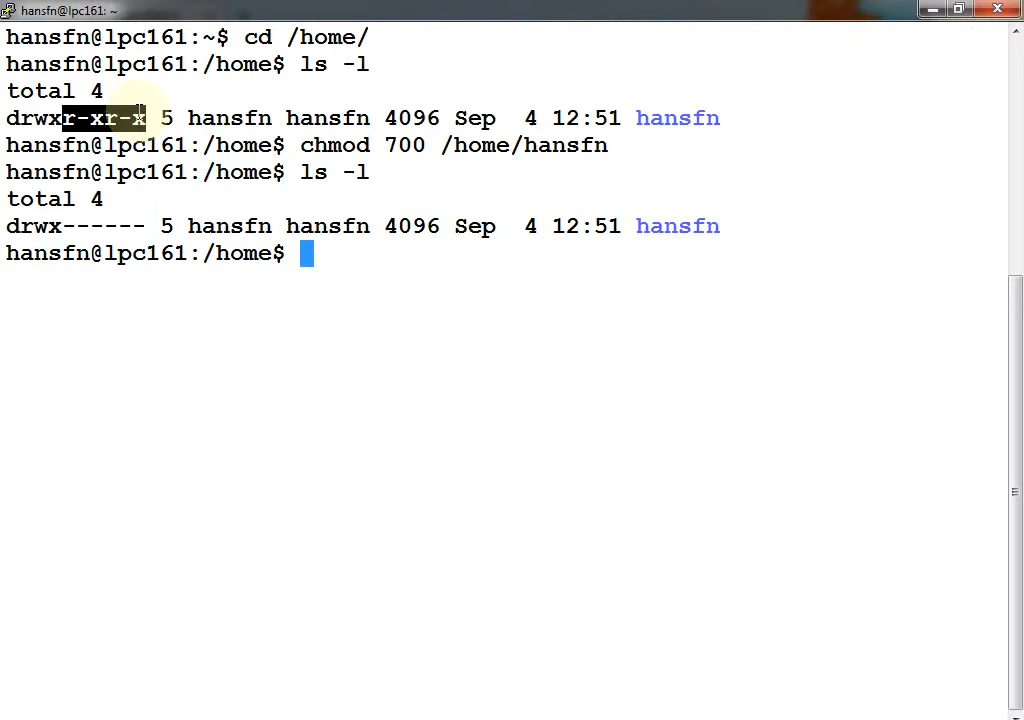 hansfn@lpc161: ~
hansfn@lpc161:~$ cd /home/
hansfn@lpc161:/home$ ls -l
total 4
drwxr-xr-x 5 hansfn hansfn 4096 Sep  4 12:51 hansfn
hansfn@lpc161:/home$ chmod 700 /home/hansfn
hansfn@lpc161:/home$ ls -l
total 4
drwx------ 5 hansfn hansfn 4096 Sep  4 12:51 hansfn
hansfn@lpc161:/home$